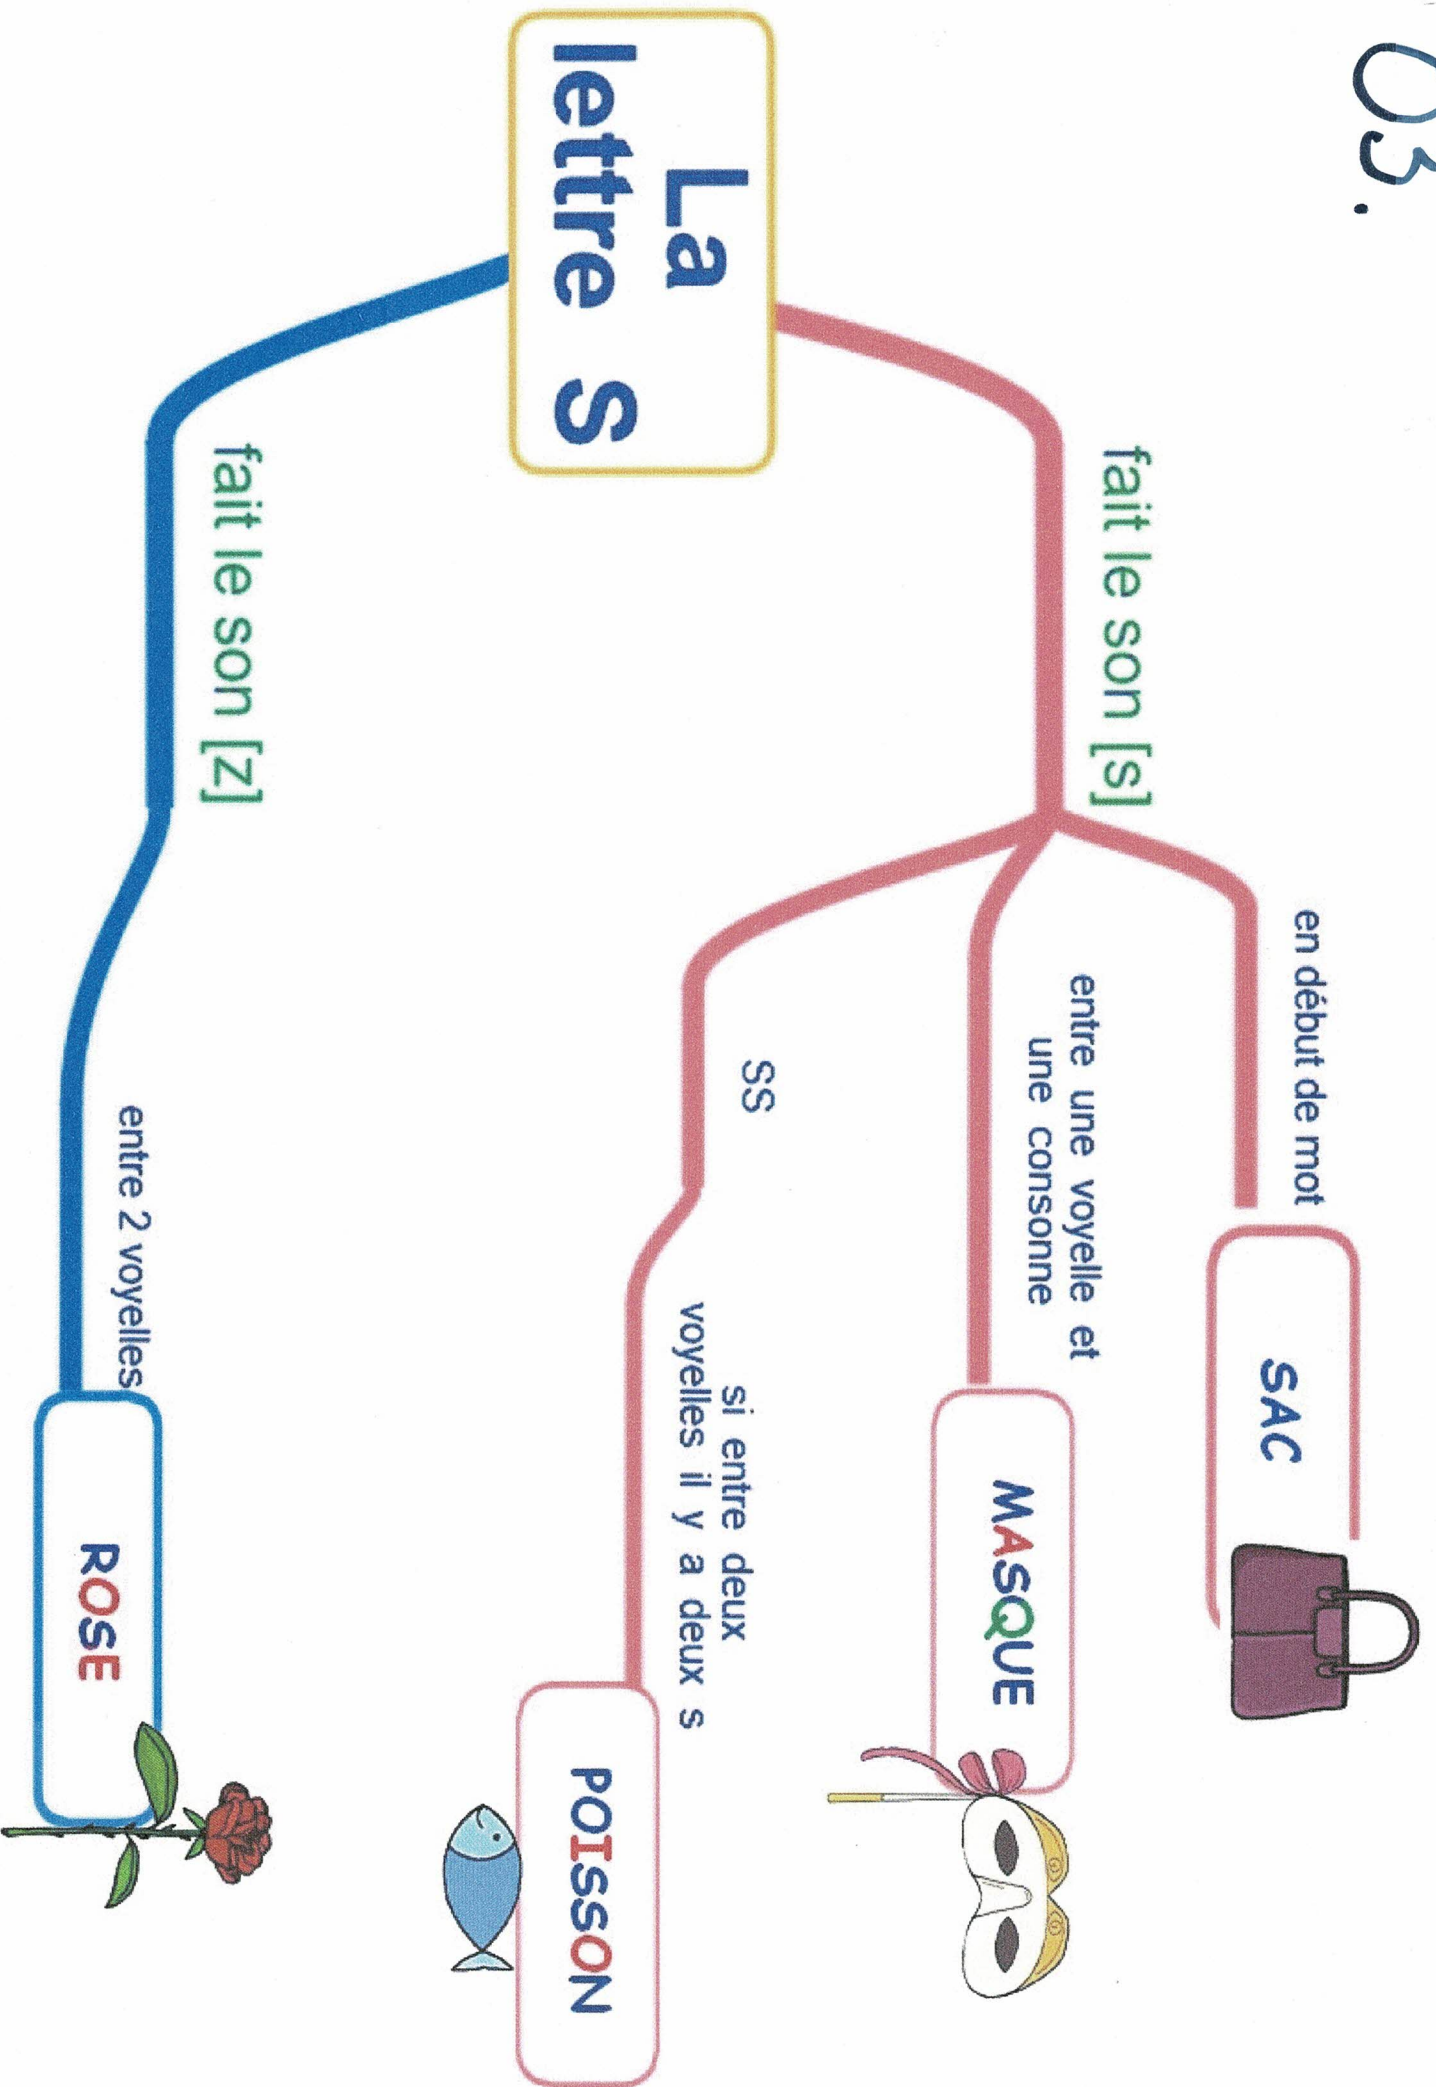 03.
La
lettre S
fait le son [s]
en début de mot
SAC
entre une voyelle et
une consonne
MASQUE
SS
si entre deux
voyelles il y a deux s
POISSON
fait le son [z]
entre 2 voyelles
ROSE